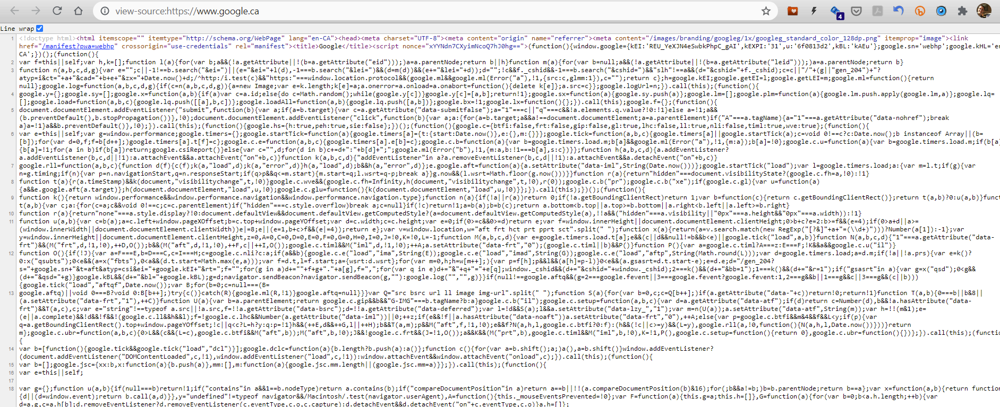 view-source:https://www.google.ca
4
Line wrap
1 <!doctype html><html itemscope="" itemtype="http://schema.org/WebPage" lang="en-CA"><head><meta charset="UTF-8"><meta content="origin" name="referrer"><meta content="/images/branding/googleg/1x/googleg_standard_color_128dp.png" itemprop="image"><link
href="/manifest?pwa=webhp" crossorigin="use-credentials" rel="manifest"><title>Google</title><script nonce="xYYNdn7CXyimNcoQ7hJ0hg==">(function(){window.google={kEI:'REU_YeXJN4eSwbkPhpC_gAI',kEXPI:'31',u:'6f0813d2',kBL:'kAEu'};google.sn='webhp';google.kHL='en
CA';})();(function(){
2 var f=this||self;var h,k=[];function l(a){for(var b;a&&(!a.getAttribute||!(b=a.getAttribute("eid")));)a=a.parentNode;return b||h}function m(a){for(var b=null;a&&(!a.getAttribute||!(b=a.getAttribute("leid")));)a=a.parentNode;return b}
3 function n(a,b,c,d,g){var e="";c||-1!==b.search("&ei=")||(e="&ei="+l(d),-1===b.search("&lei=")&&(d=m(d))&&(e+="&lei="+d));d="";!c&&f._cshid&&-1===b.search("&cshid=")&&"slh"!==a&&(d="&cshid="+f._cshid);c=c||"/"+(g||"gen_204")+"?
atyp=i&ct="+a+"&cad="+b+e+"&zx="+Date.now()+d;/^http:/i.test(c)&&"https:"===window.location.protocol&&(google.ml&&google.ml(Error("a"),!1,{src:c,glmm:1}),c="");return c};h=google.kEI;google.getEI=l;google.getLEI=m;google.ml=function(){return
null};google.log=function(a,b,c,d,g){if(c=n(a,b,c,d,g)){a=new Image;var e=k.length;k[e]=a;a.onerror=a.onload=a.onabort=function(){delete k[e]};a.src=c}};google.logUrl=n;}).call(this);(function(){
4 google.y={};google.sy=[];google.x=function(a,b){if(a)var c=a.id;else{do c=Math.random();while(google.y[c])}google.y[c]=[a,b];return!1};google.sx=function(a){google.sy.push(a)};google.lm=[];google.plm=function(a){google.lm.push.apply(google.lm,a)};google.lq=
[];google.load=function(a,b,c){google.lq.push([[a],b,c])};google.loadAll=function(a,b){google.lq.push([a,b])};google.bx=!1;google.lx=function(){};}).call(this);google.f={};(function(){
5 document.documentElement.addEventListener("submit",function(b){var a;if(a=b.target){var c=a.getAttribute("data-submitfalse");a="1"===c||"q"===c&&!a.elements.q.value?!0:!1}else a=!1;a&&
(b.preventDefault(),b.stopPropagation())},!0);document.documentElement.addEventListener("click",function(b){var a;a:{for(a=b.target;a&&a!==document.documentElement;a=a.parentElement)if("A"===a.tagName){a="1"===a.getAttribute("data-nohref");break
a}a=!1}a&&b.preventDefault()},!0);}).call(this);(function(){google.hs={h:true,peh:true,sie:false};})();(function(){google.c={btfi:false,frt:false,gip:false,gl:true,lhc:false,ll:true,nli:false,timl:true,wve:true};(function(){
6 var e=this||self;var g=window.performance;google.timers={};google.startTick=function(a){google.timers[a]={t:{start:Date.now()},e:{},m:{}}};google.tick=function(a,b,c){google.timers[a]||google.startTick(a);c=void 0!==c?c:Date.now();b instanceof Array||(b=
[b]);for(var d=0,f;f=b[d++];)google.timers[a].t[f]=c};google.c.e=function(a,b,c){google.timers[a].e[b]=c};google.c.b=function(a){var b=google.timers.load.m;b[a]&&google.ml(Error("a"),!1,{m:a});b[a]=!0};google.c.u=function(a){var b=google.timers.load.m;if(b[a]
{b[a]=!1;for(a in b)if(b[a])return;google.csiReport()}else{var c="",d;for(d in b)c+=d+":"+b[d]+";";google.ml(Error("b"),!1,{m:a,b:!1===b[a],s:c})}};function h(a,b,c,d){a.addEventListener?
a.addEventListener(b,c,d||!1):a.attachEvent&&a.attachEvent("on"+b,c)}function k(a,b,c,d){"addEventListener"in a?a.removeEventListener(b,c,d||!1):a.attachEvent&&a.detachEvent("on"+b,c)}
7 google.rll=function(a,b,c){function d(f){c(f);k(a,"load",d);k(a,"error",d)}h(a,"load",d);b&&h(a,"error",d)};e.google.aft=function(a){a.setAttribute("data-iml",String(Date.now()))};google.startTick("load");var l=google.timers.load;a:{var m=l.t;if(g){var
n=g.timing;if(n){var p=n.navigationStart,q=n.responseStart;if(q>p&&q<=m.start){m.start=q;l.wsrt=q-p;break a}}g.now&&(l.wsrt=Math.floor(g.now()))}}function r(a){return"hidden"===document.visibilityState?(google.c.fh=a,!0):!1}
8 function t(a){r(a.timeStamp)&&k(document,"visibilitychange",t,!0)}google.c.wve&&(google.c.fh=Infinity,h(document,"visibilitychange",t,!0),r(0));google.c.b("pr");google.c.b("xe");if(google.c.gl){var u=function(a)
{a&&e.google.aft(a.target)};h(document.documentElement,"load",u,!0);google.c.glu=function(){k(document.documentElement,"load",u,!0)}};}).call(this);})();(function(){
9 function k(){return window.performance&&window.performance.navigation&&window.performance.navigation.type};function n(a){if(!a||r(a))return 0;if(!a.getBoundingClientRect)return 1;var b=function(c){return c.getBoundingClientRect()};return t(a,b)?0:u(a,b)}funct
t(a,b){var c;a:{for(c=a;c&&void 0!==c;c=c.parentElement)if("hidden"===c.style.overflow)break a;c=null}if(!c)return!1;a=b(a);b=b(c);return a.bottom<b.top||a.top>=b.bottom||a.right<b.left||a.left>=b.right}
10 function r(a){return"none"===a.style.display?!0:document.defaultView&&document.defaultView.getComputedStyle?(a=document.defaultView.getComputedStyle(a),!!a&&("hidden"===a.visibility||"0px"===a.height&&"0px"===a.width)):!1}
11 function u(a,b){var c=b(a);a=c.left+window.pageXOffset;b=c.top+window.pageYOffset;var d=c.width;c=c.height;var e=0;if(0>=c&&0>=d)return e;var f=window.innerHeight||document.documentElement.clientHeight;0>b+c?e=2:b>=f&&(e=4);if(0>a+d||a>=
(window.innerWidth||document.documentElement.clientWidth))e|=8;e||(e=1,b+c>f&&(e|=4));return e};var v=window.location,w="aft frt hct prt pprt sct".split(" ");function x(a){return(a=v.search.match(new RegExp("[?&]"+a+"=(\\d+)")))?Number(a[1]):-1};var
y=window.innerHeight||document.documentElement.clientHeight,z=0,A=0,C=0,D=0,E=0,F=0,G=0,H=0,I=0,J=!0,K=!0,L=-1;function M(a,b,c,d){var e=google.timers.load.t[a];e&&(c||d&&null!=b&&b<e)||google.tick("load",a,b)}function N(a,b,c,d){"1"===a.getAttribute("data-
frt")&&(M("frt",d,!1,!0),++D,O());b&&(M("aft",d,!1,!0),++F,c||++I,O());google.c.timl&&M("iml",d,!1,!0);++A;a.setAttribute("data-frt","0");(google.c.timl||b)&&P()}function P(){var a=google.c.timl?A===z:E===F;!K&&a&&google.c.u("il")}
12 function O(){if(!J){var a=F===E,b=D===C,c=I===H;c=google.c.nli?c:a;if(a&&b){google.c.e("load","ima",String(E));google.c.e("load","imad",String(G));google.c.e("load","aftp",String(Math.round(L)));var d=google.timers.load;a=d.m;if(!a||!a.prs){var e=k()?
0:x("qsubts");0<e&&(a=x("fbts"),0<a&&(d.t.start=Math.max(e,a)));var f=d.t,l=f.start;a={wsrt:d.wsrt};for(var m=0,h;h=w[m++];){var p=f[h];p&&l&&(a[h]=p-l)}0<e&&(a.gsasrt=d.t.start-e);e=d.e;d="/gen_204?
s="+google.sn+"&t=aft&atyp=csi&ei="+google.kEI+"&rt=";f="";for(g in a)d+=""+f+g+"."+a[g],f=",";for(var q in e)d+="&"+q+"="+e[q];window._cshid&&(d+="&cshid="+window._cshid);2===k()&&(d+="&bb=1");1===k()&&(d+="&r=1");if("gsasrt"in a){var g=x("qsd");0<g&&
(d+="&qsd="+g)}google.kBL&&(d+="&bl="+google.kBL);g=d;navigator.sendBeacon?navigator.sendBeacon(g,""):google.log("","",g)}}if(null!==google.aftq&&(g=2===google.fevent||3===google.fevent?google.fevent:1,2===g&&b||1===g&&c||3===g&&(c||b)))
{google.tick("load","aftqf",Date.now());var B;for(b=0;c=null===(B=
13 google.aftq)||void 0===B?void 0:B[b++];)try{c()}catch(R){google.ml(R,!1)}google.aftq=null}}}var Q="src bsrc url ll image img-url".split(" ");function S(a){for(var b=0,c;c=Q[b++];)if(a.getAttribute("data-"+c))return!0;return!1}function T(a,b){0===b||b&8||
(a.setAttribute("data-frt","1"),++C)}function U(a){var b=a.parentElement;return google.c.gip&&b&&"G-IMG"===b.tagName?b:a}google.c.b("il");google.c.setup=function(a,b,c){var d=a.getAttribute("data-atf");if(d)return c=Number(d),b&&!a.hasAttribute("data-
frt")&&T(a,c),c;var e="string"!==typeof a.src||!a.src,f=!!a.getAttribute("data-bsrc");d=!!a.getAttribute("data-deferred");var l=!d&&S(a);l&&a.setAttribute("data-lzy_","1");var m=n(U(a));a.setAttribute("data-atf",String(m));var h=!!(m&1);e=
(e||a.complete)&&!d&&!f&&!(google.c.ll&&h&&l);f=!google.c.lhc&&Number(a.getAttribute("data-iml"))||0;++z;if(e&&!f||a.hasAttribute("data-noaft"))a.setAttribute("data-frt","0"),++A;else{var p=google.c.btfi&&m&4&&f&&L<y;if(p){var
q=a.getBoundingClientRect().top+window.pageYOffset;!c||q<c?L=h?y:q:p=!1}h&&(++E,d&&++G,l||++H);b&&T(a,m);p&&M("aft",f,!1,!0);e&&f?N(a,h,l,google.c.btfi?0:f):(h&&(!c||c>=y)&&(L=y),google.rll(a,!0,function(){N(a,h,l,Date.now())}))}return
m};google.c.ubr=function(a,b,c){0>L&&(c&&(L=c),google.c.btfi&&M("aft",b));M("aft",b,!0);J&&!google.c.frt&&(J=!1,O());a&&K&&(M("prt",b),google.c.timl&&M("iml",b,!0),K=!1,P(),google.c.setup=function(){return 0},google.c.ubr=function(){})};}).call(this);(functio
{
14 var b=[function(){google.tick&&google.tick("load","dcl")}];google.dclc=function(a){b.length?b.push(a):a()};function c(){for(var a=b.shift();a;)a(),a=b.shift()}window.addEventListener?
(document.addEventListener("DOMContentLoaded",c,!1),window.addEventListener("load",c,!1)):window.attachEvent&&window.attachEvent("onload",c);}).call(this);(function(){
15 var b=[];google.jsc={xx:b,x:function(a){b.push(a)},mm:[],m:function(a){google.jsc.mm.length||(google.jsc.mm=a)}};}).call(this);(function(){
16 var e=this||self;
17
18 var g={};function u(a,b){if(null===b)return!1;if("contains"in a&&1==b.nodeType)return a.contains(b);if("compareDocumentPosition"in a)return a==b||!!(a.compareDocumentPosition(b)&16);for(;b&&a!=b;)b=b.parentNode;return b==a};var x=function(a,b){return function
{d||(d=window.event);return b.call(a,d)}},y="undefined"!=typeof navigator&&/Macintosh/.test(navigator.userAgent),A=function(){this._mouseEventsPrevented=!0};var F=function(a){this.g=a;this.h=[]},G=function(a){for(var b=0;b<a.h.length;++b){var
d=a.g,c=a.h[b];d.removeEventListener?d.removeEventListener(c.eventType,c.o,c.capture):d.detachEvent&&d.detachEvent("on"+c.eventType,c.o)}a.h=[]};